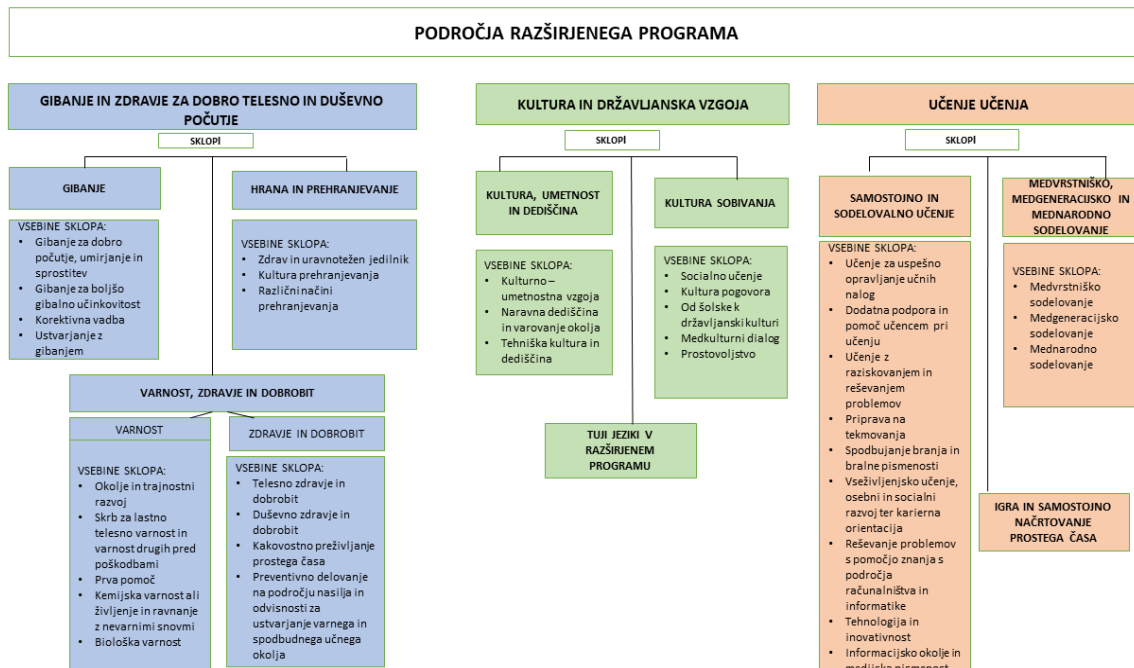 PODROČJA RAZŠIRJENEGA PROGRAMA
GIBANJE IN ZDRAVJE ZA DOBRO TELESNO IN DUŠEVNO
POČUTJE
SKLOPI
GIBANJE
VSEBINE SKLOPA:
• Gibanje za dobro
počutje, umirjanje in
sprostitev
• Gibanje za boljšo
gibalno učinkovitost
• Korektivna vadba
• Ustvarjanje z
gibanjem
HRANA IN PREHRANJEVANJE
VSEBINE SKLOPA:
• Zdrav in uravnotežen jedilnik
• Kultura prehranjevanja
• Različni načini
prehranjevanja
VARNOST, ZDRAVJE IN DOBROBIT
VARNOST
VSEBINE SKLOPA:
• Okolje in trajnostni
razvoj
• Skrb za lastno
telesno varnost in
varnost drugih pred
poškodbami
• Prva pomoč
• Kemijska varnost ali
življenje in ravnanje
z nevarnimi snovmi
• Biološka varnost
ZDRAVJE IN DOBROBIT
VSEBINE SKLOPA:
• Telesno zdravje in
dobrobit
• Duševno zdravje in
dobrobit
• Kakovostno preživljanje
prostega časa
• Preventivno delovanje
na področju nasilja in
odvisnosti za
ustvarjanje varnega in
spodbudnega učnega
okolja
KULTURA IN DRŽAVLJANSKA VZGOJA
SKLOPI
KULTURA, UMETNOST
IN DEDIŠČINA
VSEBINE SKLOPA:
• Kulturno –
umetnostna vzgoja
• Naravna dediščina
in varovanje okolja
• Tehniška kultura in
dediščina
KULTURA SOBIVANJA
VSEBINE SKLOPA:
• Socialno učenje
• Kultura pogovora
• Od šolske k
državljanski kulturi
• Medkulturni dialog
• Prostovoljstvo
TUJI JEZIKI V
RAZŠIRJENEM
PROGRAMU
UČENJE UČENJA
SKLOPI
SAMOSTOJNO IN
SODELOVALNO UČENJE
VSEBINE SKLOPA:
• Učenje za uspešno
opravljanje učnih
nalog
• Dodatna podpora in
pomoč učencem pri
učenju
• Učenje z
raziskovanjem in
reševanjem
problemov
• Priprava na
tekmovanja
• Spodbujanje branja in
bralne pismenosti
• Vseživljenjsko učenje,
osebni in socialni
razvoj ter karierna
orientacija
• Reševanje problemov
s pomočjo znanja s
področja
računalništva in
informatike
• Tehnologija in
inovativnost
• Informacijsko okolje in
medijska pismenost
MEDVRSTNIŠKO,
MEDGENERACIJSKO IN
MEDNARODNO
SODELOVANJE
VSEBINE SKLOPA:
• Medvrstniško
sodelovanje
• Medgeneracijsko
sodelovanje
• Mednarodno
sodelovanje
IGRA IN SAMOSTOJNO
NAČRTOVANJE
PROSTEGA ČASA